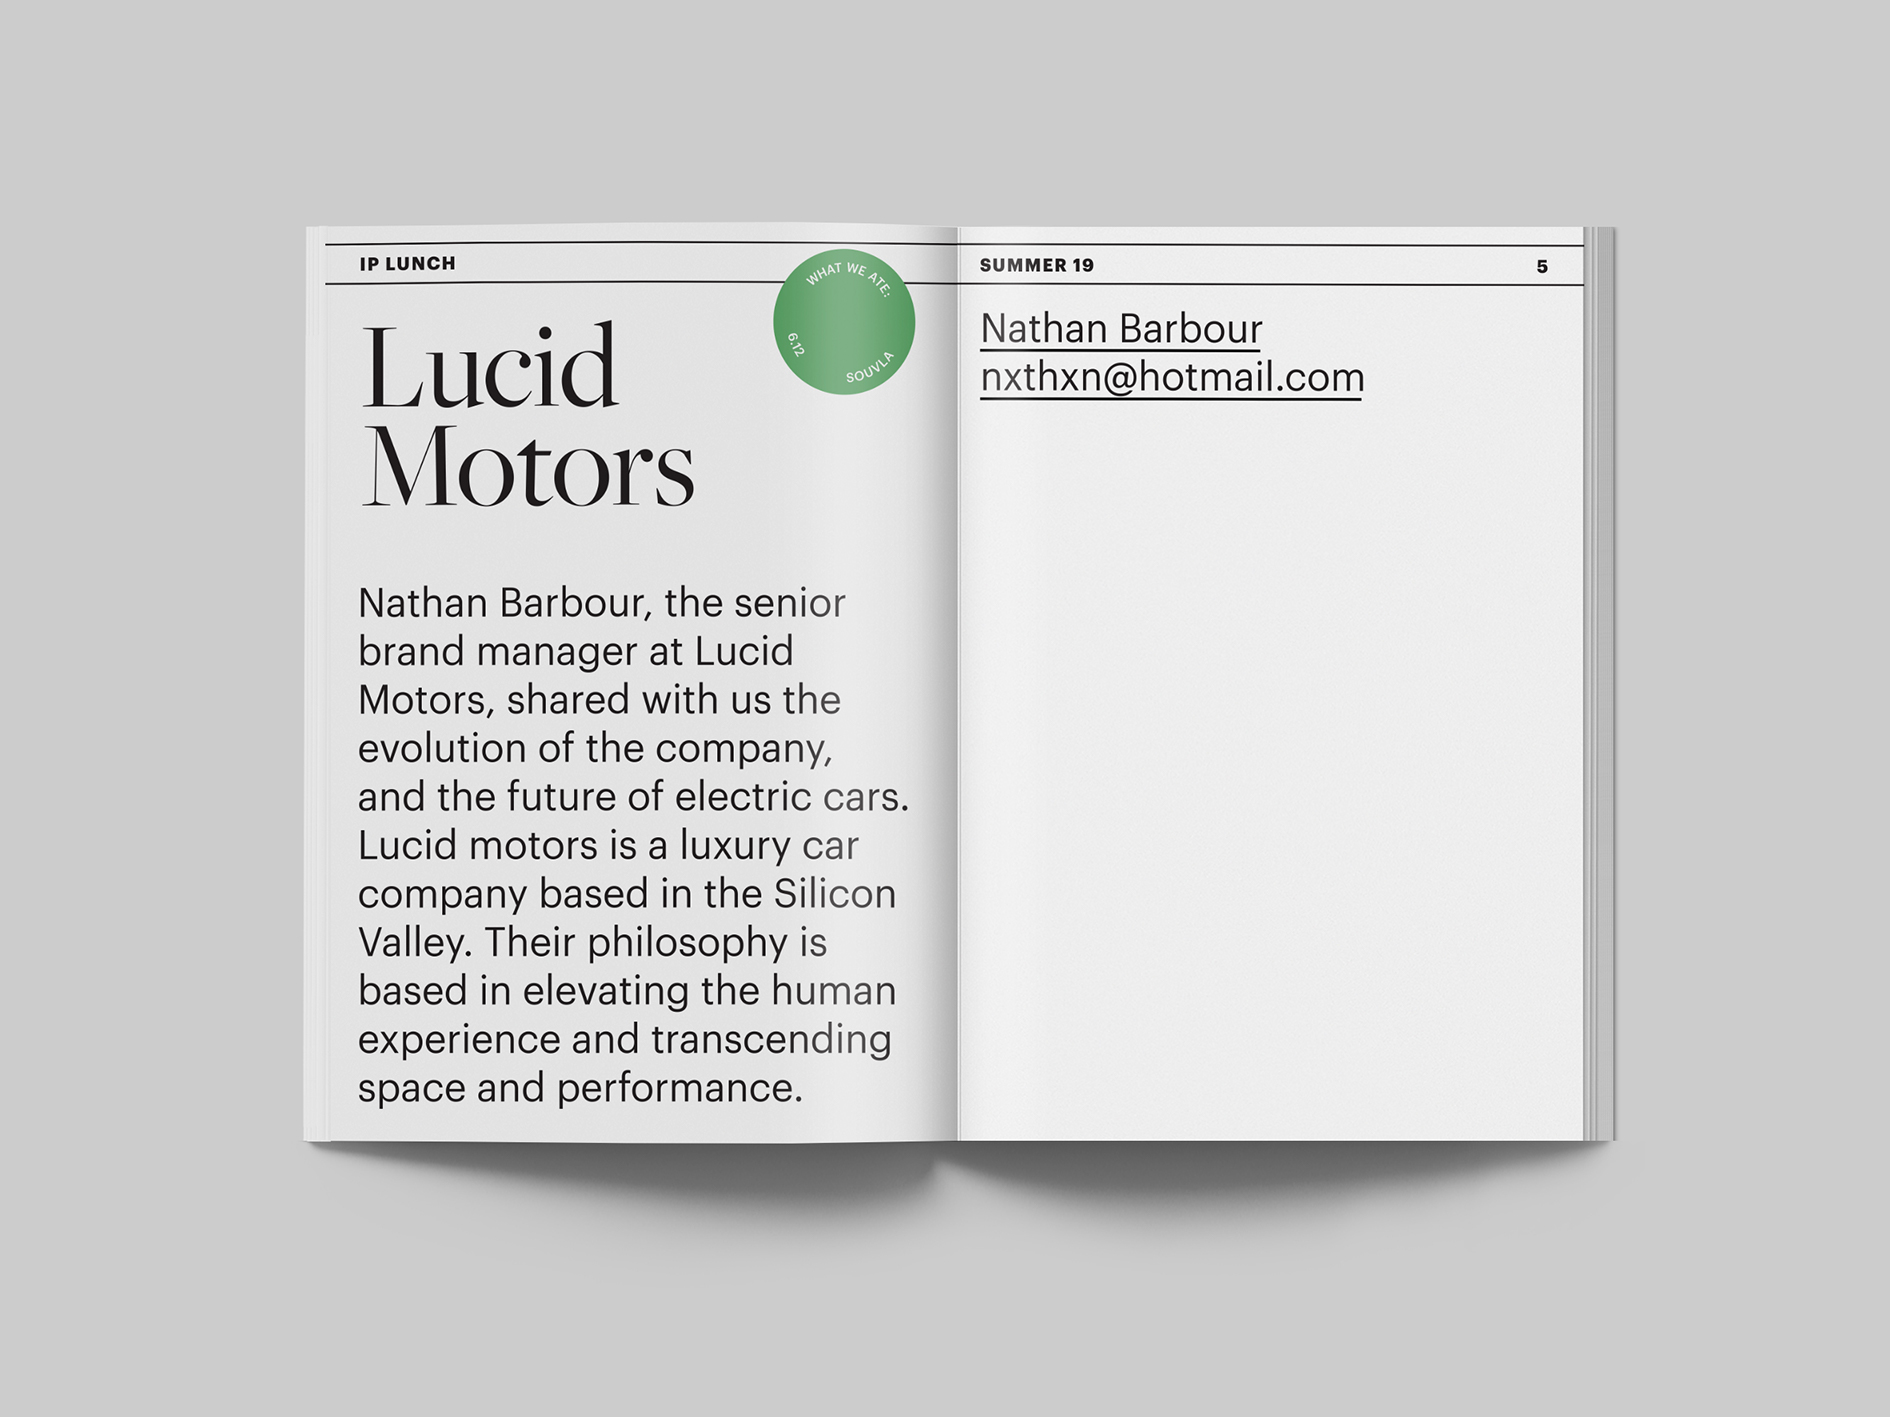 IP LUNCH
WHAT WE ATE:
6.12
SOUVLA
Lucid
Motors
Nathan Barbour, the senior
brand manager at Lucid
Motors, shared with us the
evolution of the company,
and the future of electric cars.
Lucid motors is a luxury car
company based in the Silicon
Valley. Their philosophy is
based in elevating the human
experience and transcending
space and performance.
SUMMER 19
5
Nathan Barbour
nxthxn@hotmail.com